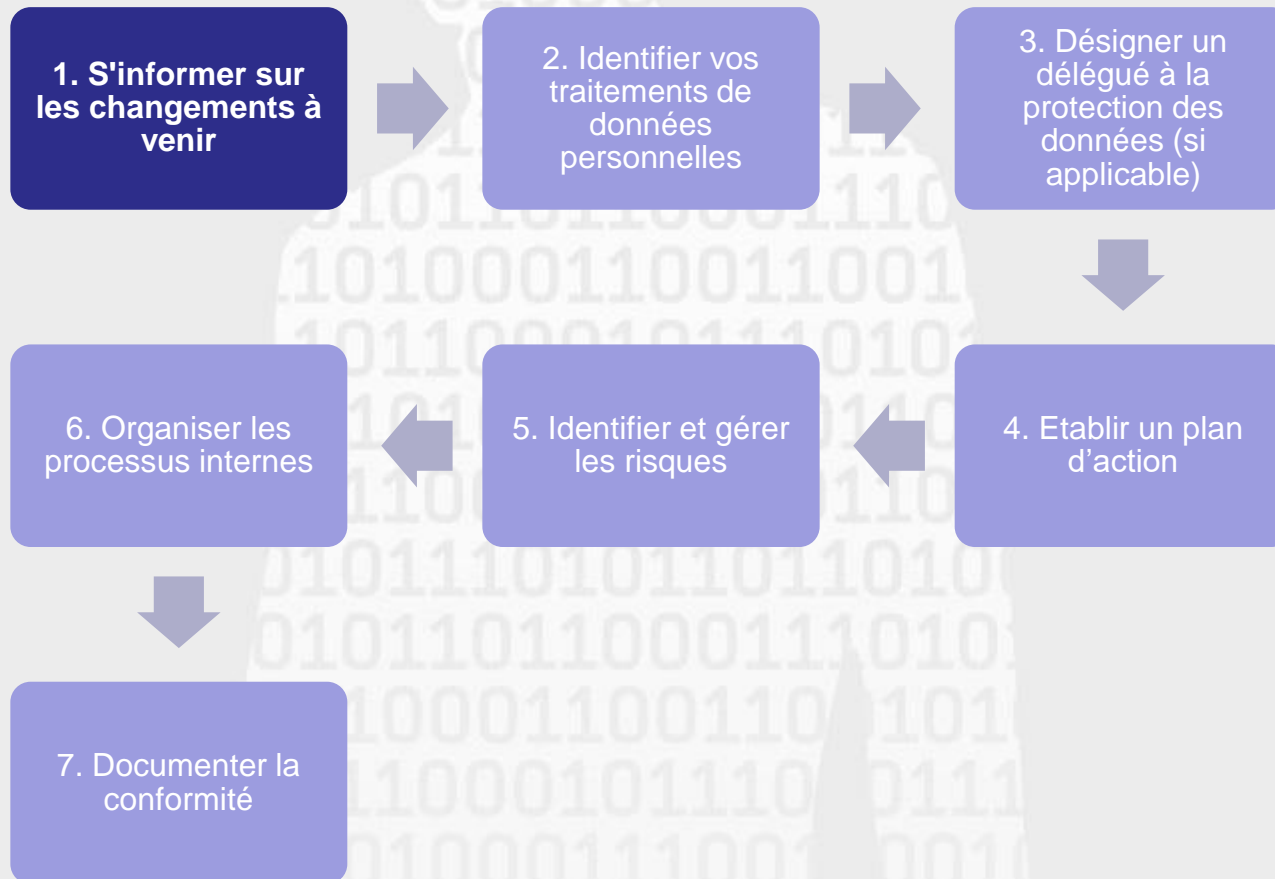 1. S'informer sur
les changements à
venir
2. Identifier vos
traitements de
données
personnelles
3. Désigner un
délégué à la
protection des
données (si
applicable)
4. Etablir un plan
d’action
5. Identifier et gérer
les risques
6. Organiser les
processus internes
7. Documenter la
conformité